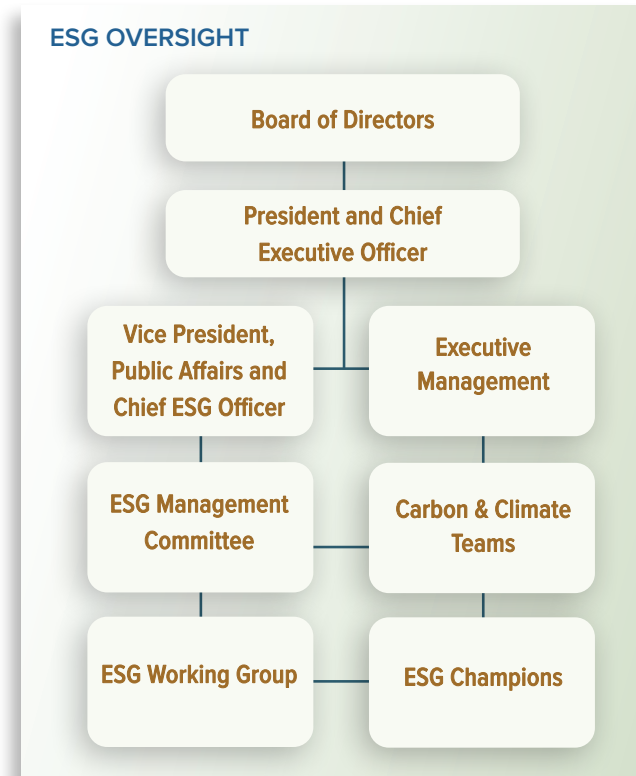 ESG OVERSIGHT
Board of Directors
President and Chief
Executive Officer
Vice President,
Public Affairs and
Chief ESG Officer
Executive
Management
ESG Management
Committee
Carbon & Climate
Teams
ESG Working Group
ESG Champions